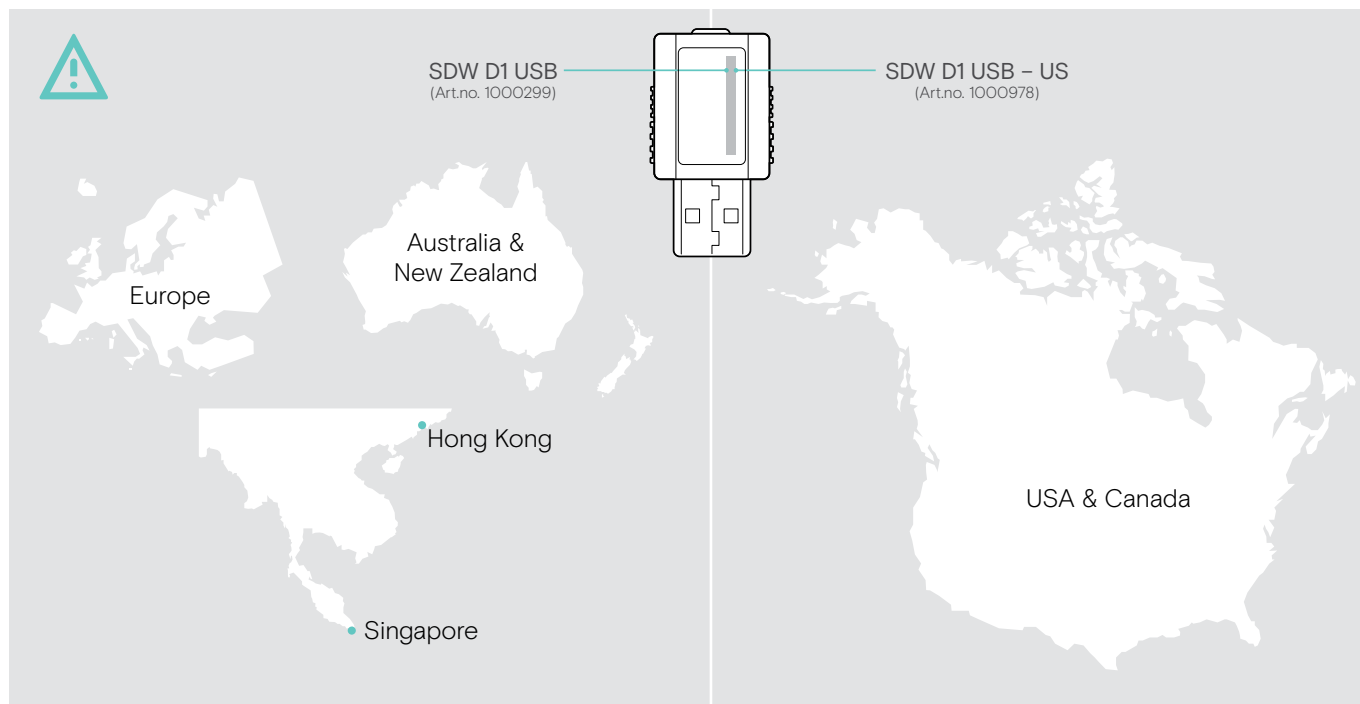 SDW D1 USB
(Art.no. 1000299)
SDW D1 USB – US
(Art.no. 1000978)
Europe
Australia &
New Zealand
Hong Kong
Singapore
USA & Canada